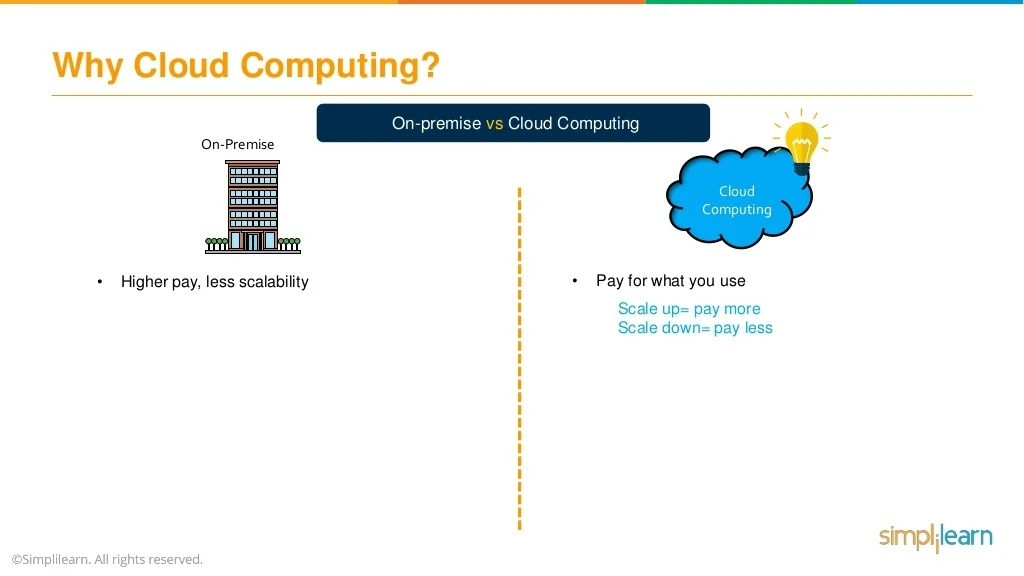 Why Cloud Computing?
On-premise vs Cloud Computing
On-Premise
Cloud
Computing
• Higher pay, less scalability
• Pay for what you use
Scale up= pay more
Scale down= pay less
©Simplilearn. All rights reserved.
simplilearn